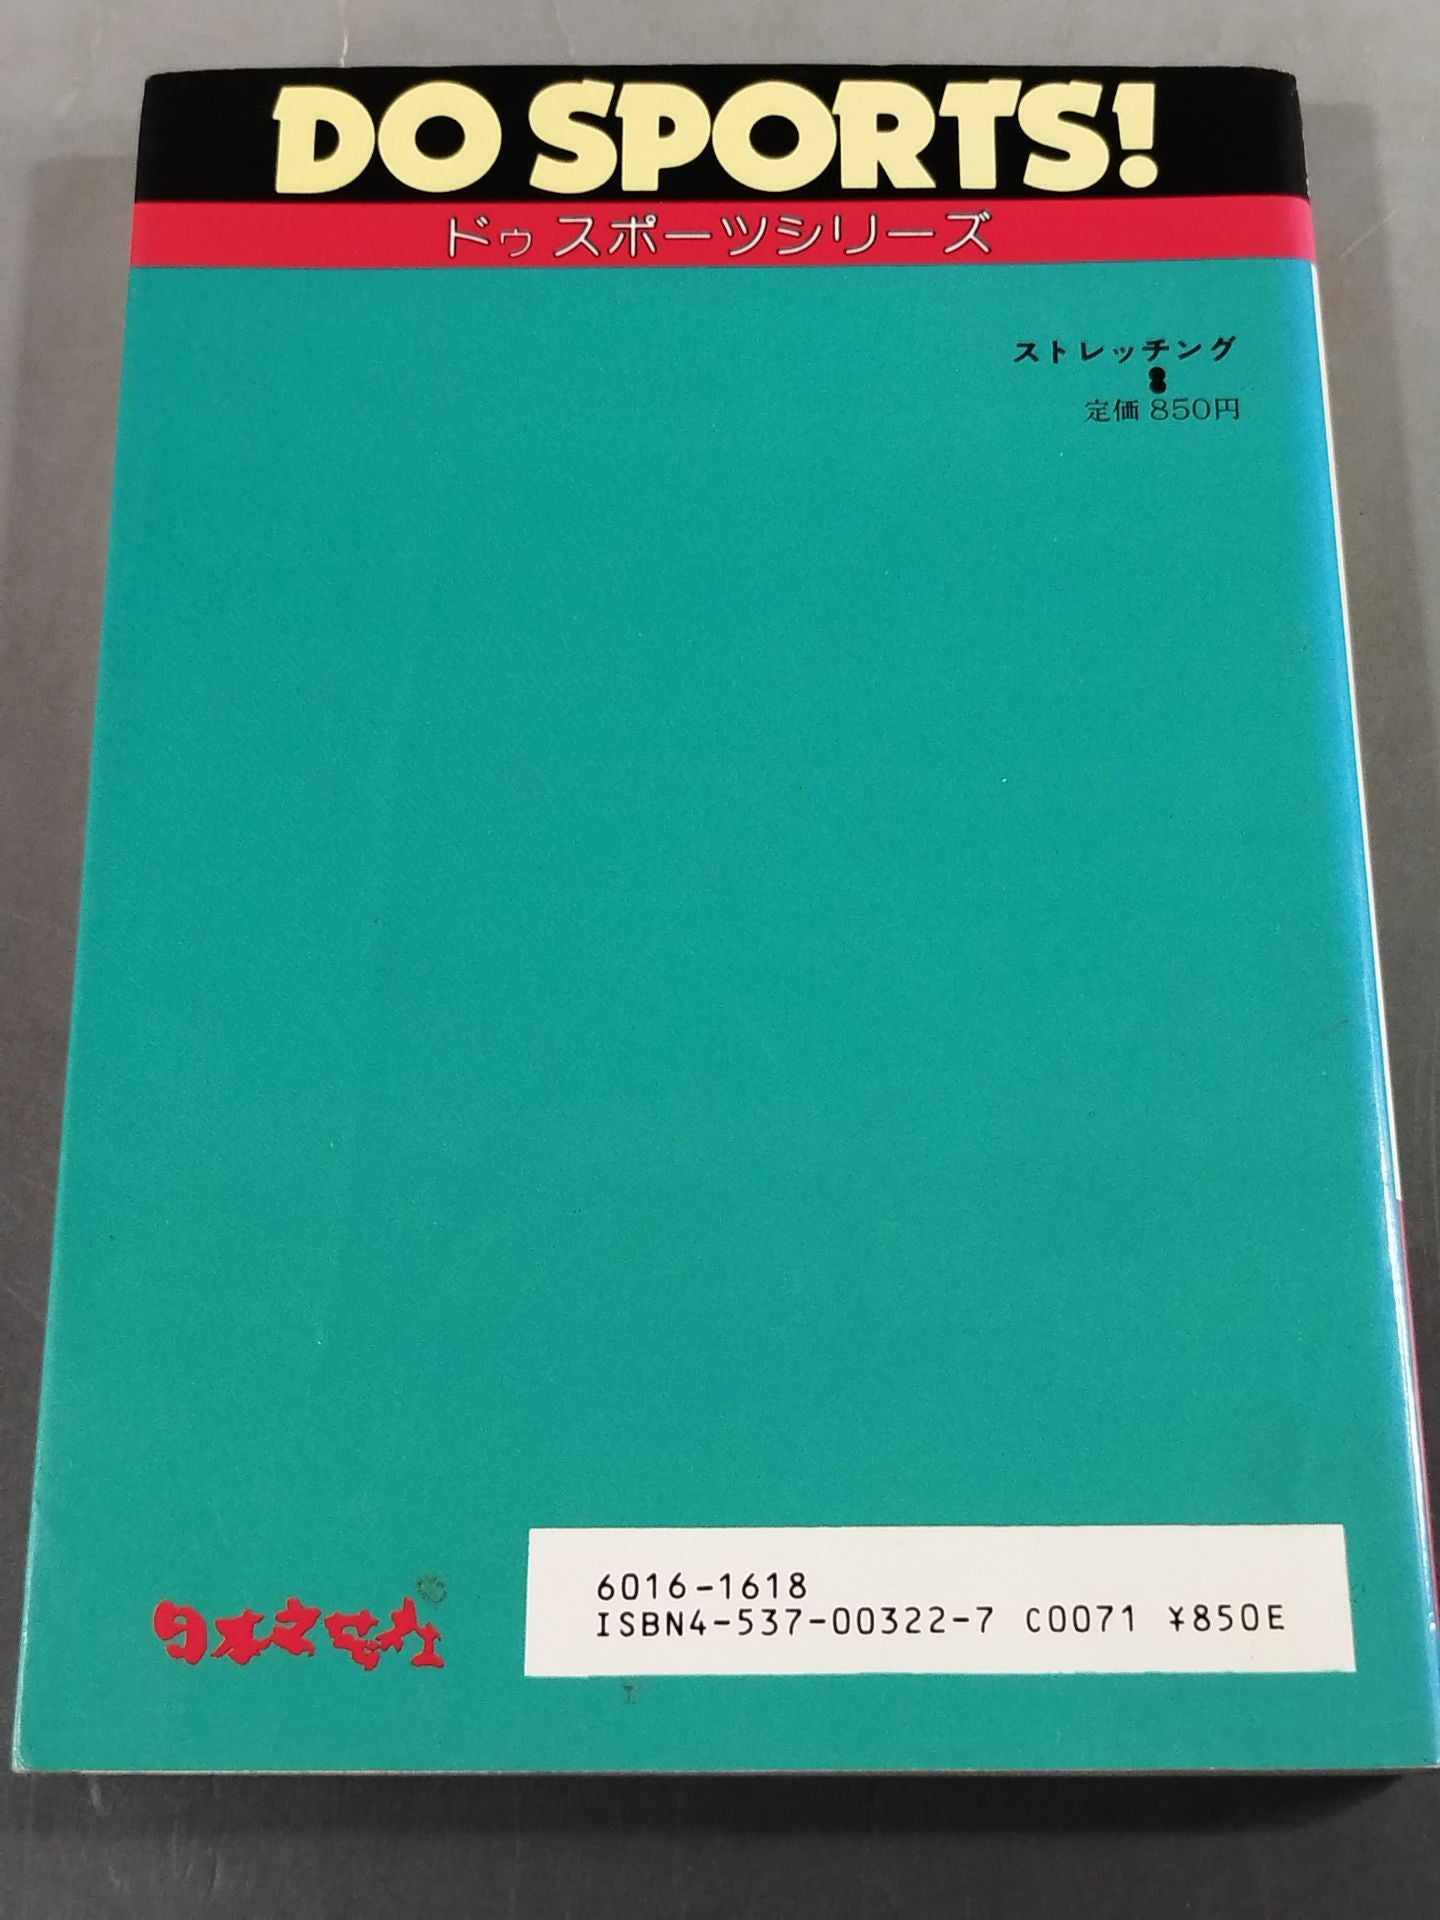 DO SPORTS!
ドゥスポーツシリーズ
ストレッチング
定価 850円
6016-1618
ISBN4-537-00322-7 C0071 ¥850E
日本文芸社